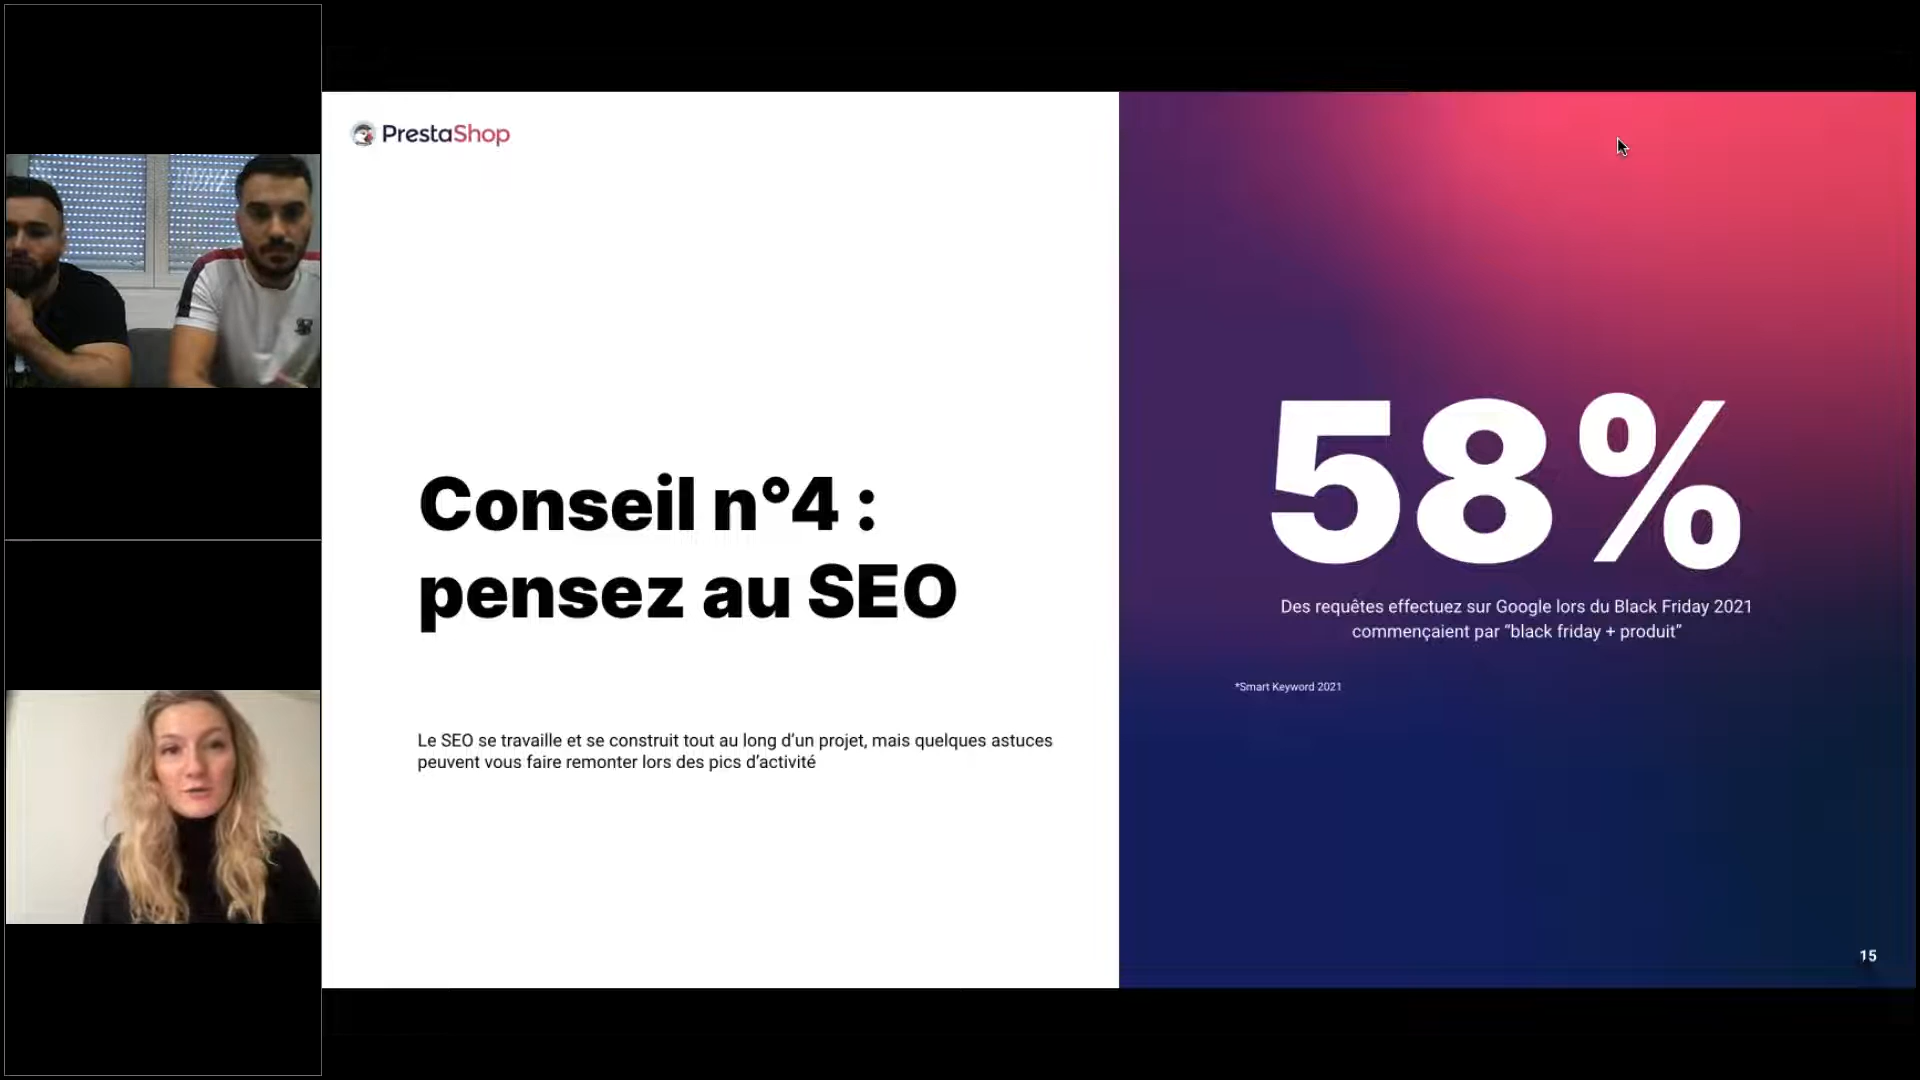 PrestaShop
Conseil n°4 :
pensez au SEO
Le SEO se travaille et se construit tout au long d’un projet, mais quelques astuces
peuvent vous faire remonter lors des pics d’activité
58%
Des requêtes effectuez sur Google lors du Black Friday 2021
commençaient par “black friday + produit”
*Smart Keyword 2021
15